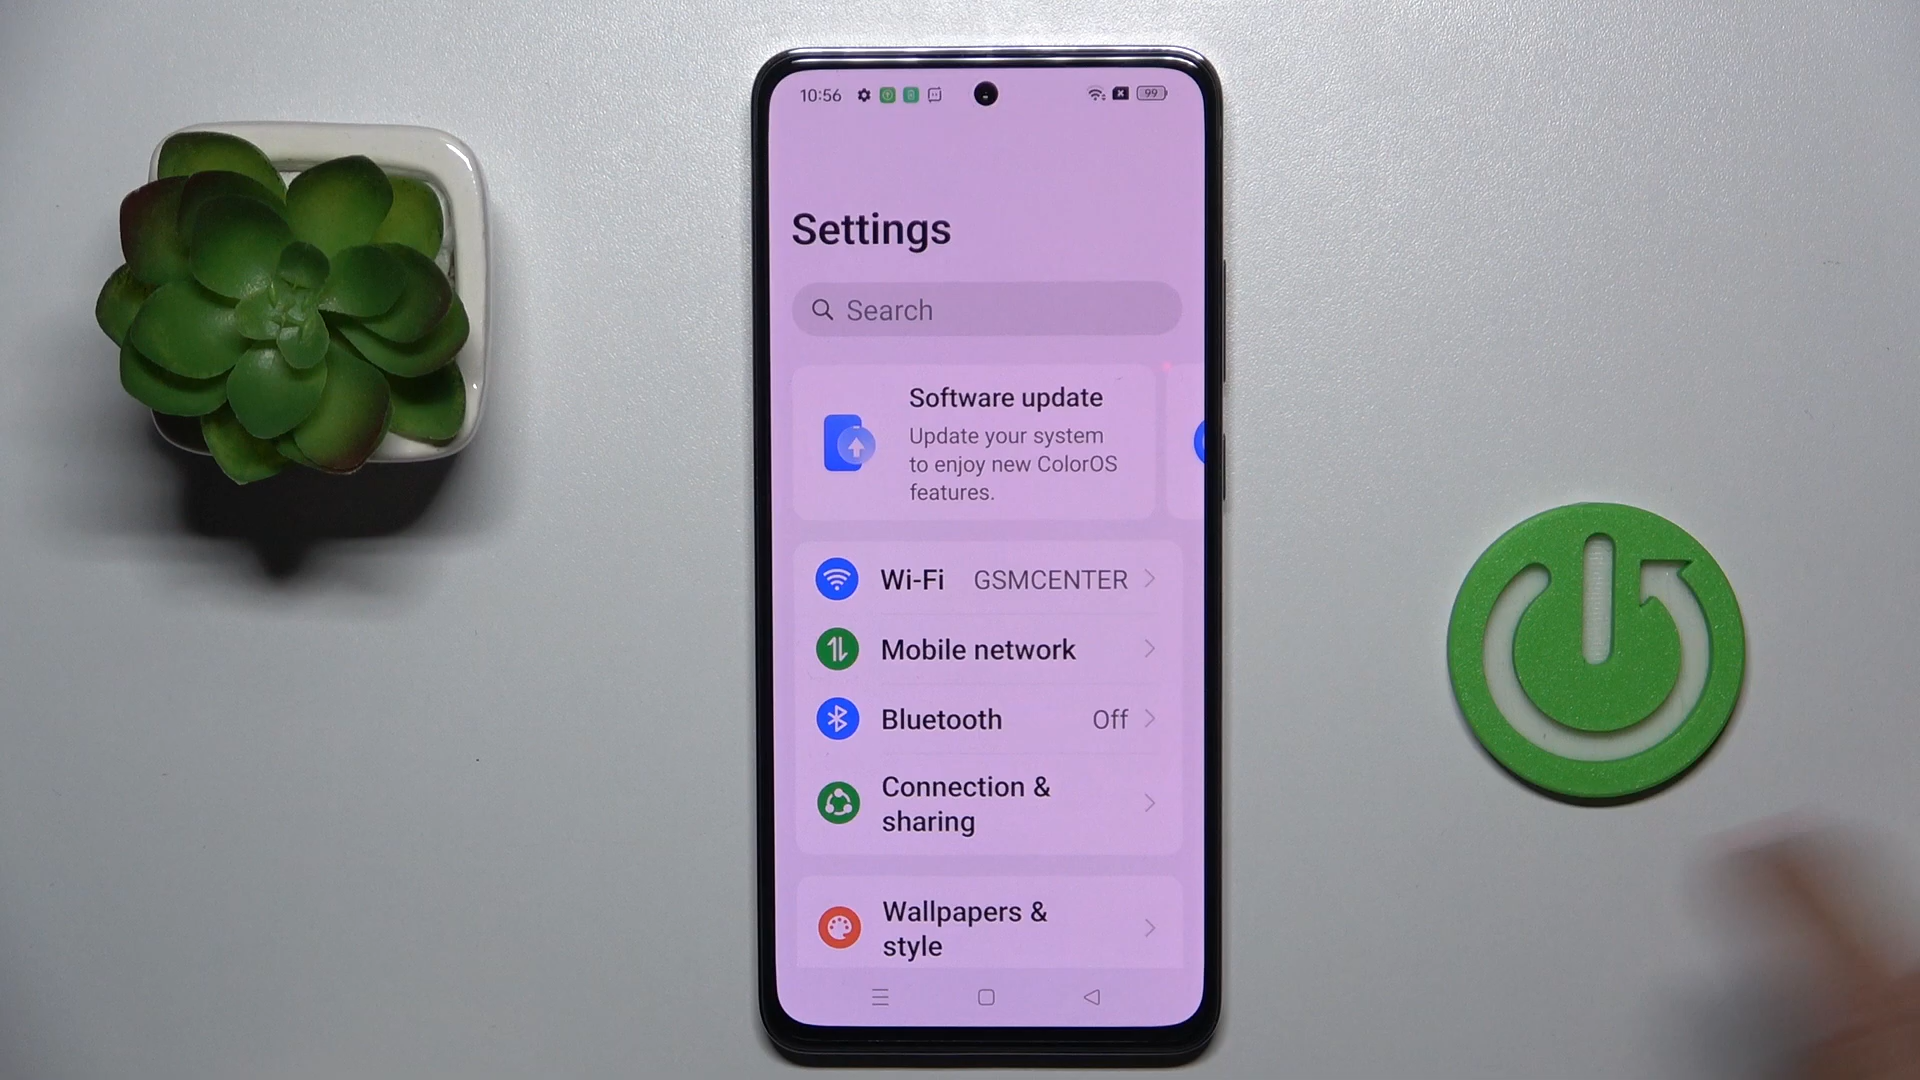 10:56
99
Settings
Search
Software update
Update your system
to enjoy new ColorOS
features.
Wi-Fi GSMCENTER
Mobile network
Bluetooth Off
Connection &
sharing
Wallpapers &
style